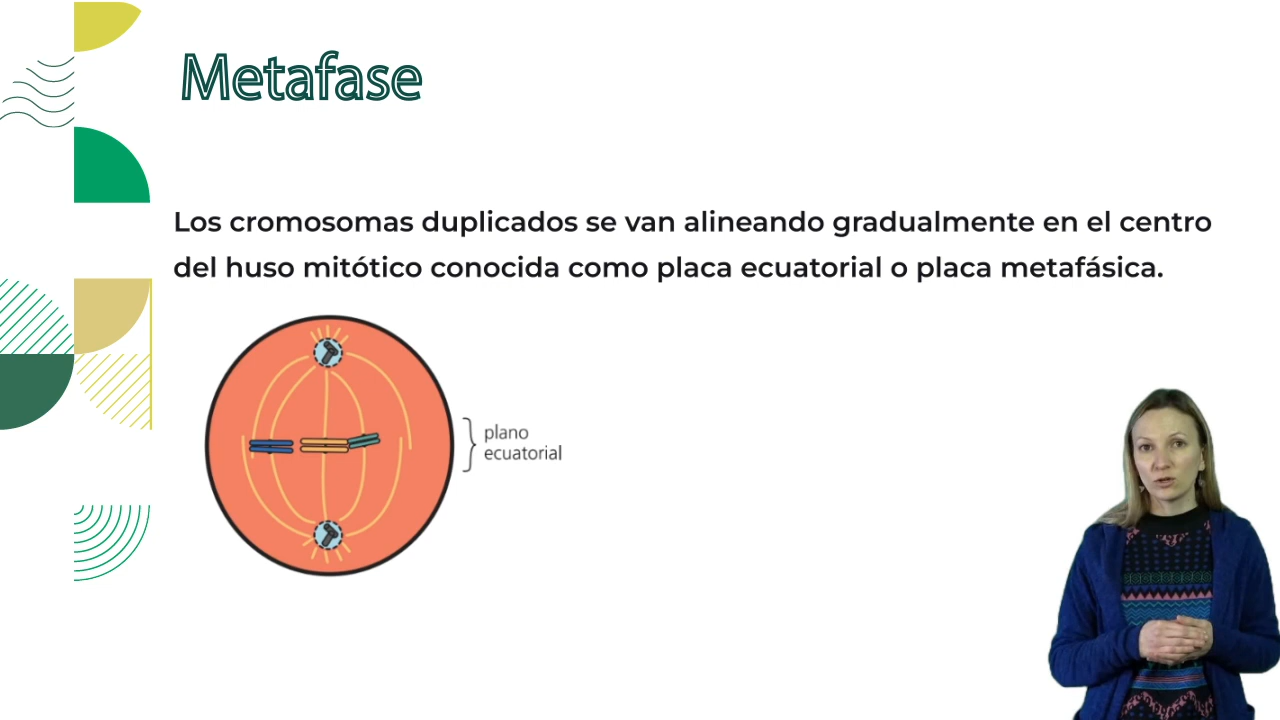 Metafase
Los cromosomas duplicados se van alineando gradualmente en el centro
del huso mitótico conocida como placa ecuatorial o placa metafásica.
plano
ecuatorial